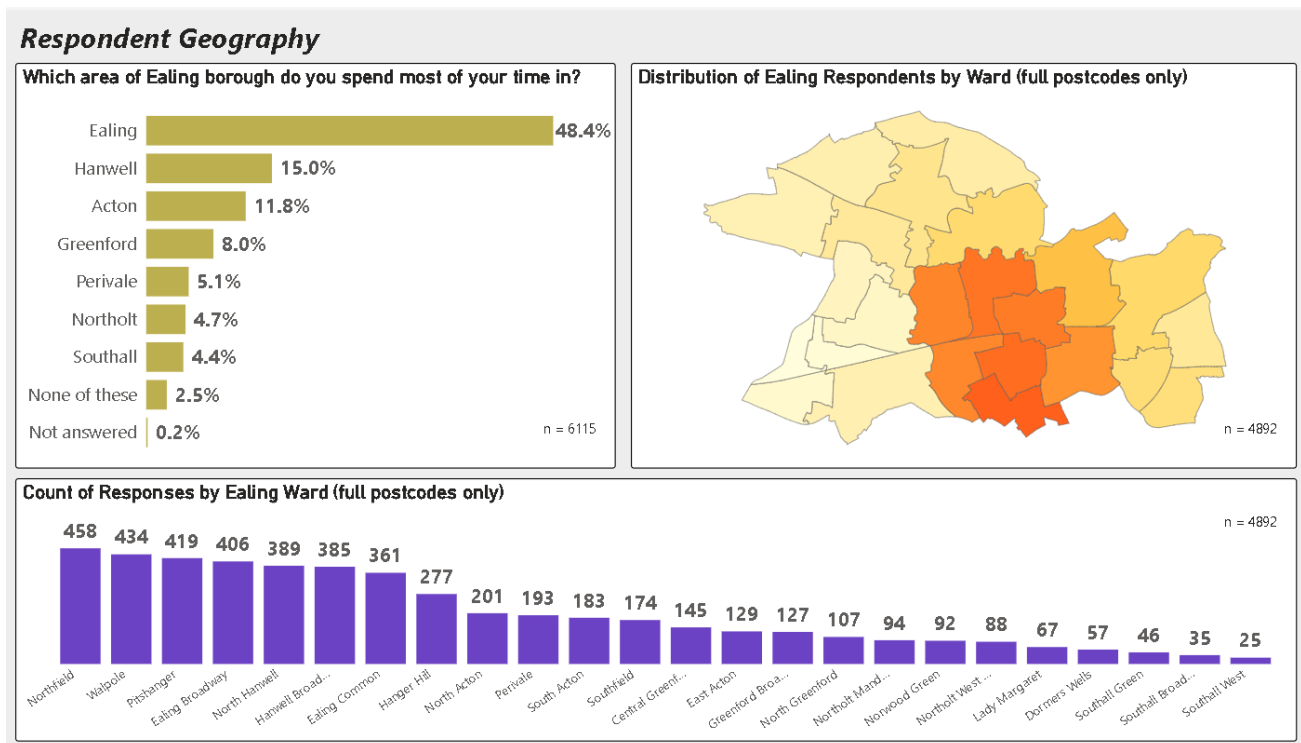 Respondent Geography
Which area of Ealing borough do you spend most of your time in?
Ealing 48.4%
Hanwell 15.0%
Acton 11.8%
Greenford 8.0%
Perivale 5.1%
Northolt 4.7%
Southall 4.4%
None of these 2.5%
Not answered 0.2%
n = 6115
Distribution of Ealing Respondents by Ward (full postcodes only)
n = 4892
Count of Responses by Ealing Ward (full postcodes only)
n = 4892
458 434 419 406 389 385 361 277 201 193 183 174 145 129 127 107 94 92 88 67 57 46 35 25
Northfield
Walpole
Pitshanger
Ealing Broadway
North Hanwell
Hanwell Broad...
Ealing Common
Hanger Hill
North Acton
Perivale
South Acton
Southfield
Central Greenf...
East Acton
Greenford Broa...
North Greenford
Northolt Mand...
Norwood Green
Northolt West ...
Lady Margaret
Dormers Wells
Southall Green
Southall Broad...
Southall West